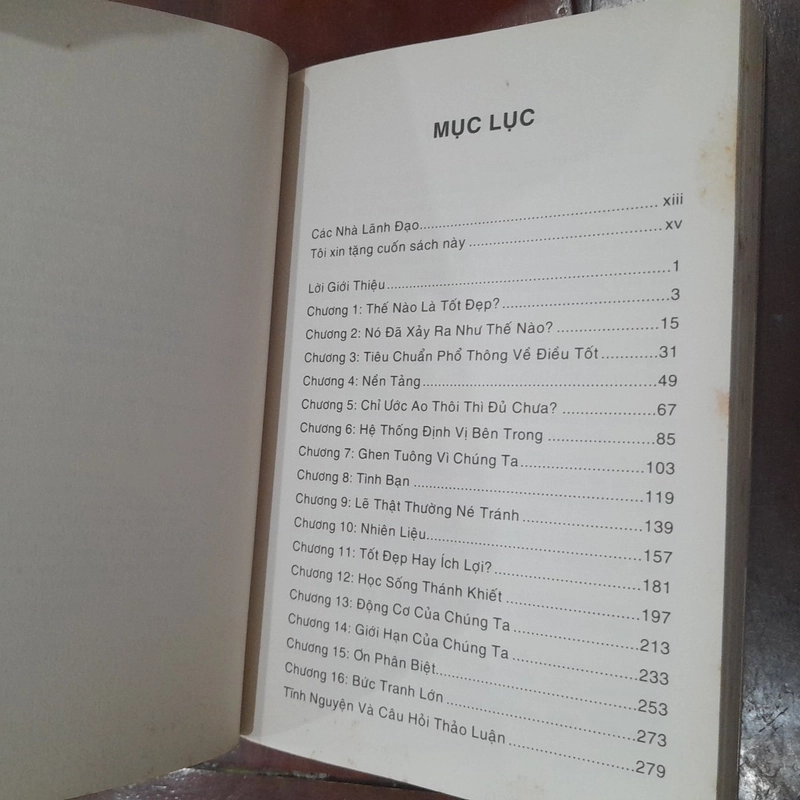 MỤC LỤC
Các Nhà Lãnh Đạo........................................ xiii
Tôi xin tặng cuốn sách này ................................ xv
Lời Giới Thiệu................................................1
Chương 1: Thế Nào Là Tốt Đẹp?..............................3
Chương 2: Nó Đã Xảy Ra Như Thế Nào? ..................15
Chương 3: Tiêu Chuẩn Phổ Thông Về Điều Tốt...........31
Chương 4: Nền Tảng........................................49
Chương 5: Chỉ Ước Ao Thôi Thì Đủ Chưa? ................67
Chương 6: Hệ Thống Định Vị Bên Trong ...................85
Chương 7: Ghen Tuông Vì Chúng Ta......................103
Chương 8: Tình Bạn ........................................119
Chương 9: Lẽ Thật Thường Né Tránh......................139
Chương 10: Nhiên Liệu.....................................157
Chương 11: Tốt Đẹp Hay Ích Lợi?..........................181
Chương 12: Học Sống Thánh Khiết ........................197
Chương 13: Động Cơ Của Chúng Ta .......................213
Chương 14: Giới Hạn Của Chúng Ta .......................233
Chương 15: Ơn Phân Biệt...................................253
Chương 16: Bức Tranh Lớn .................................273
Tĩnh Nguyện Và Câu Hỏi Thảo Luận .......................279